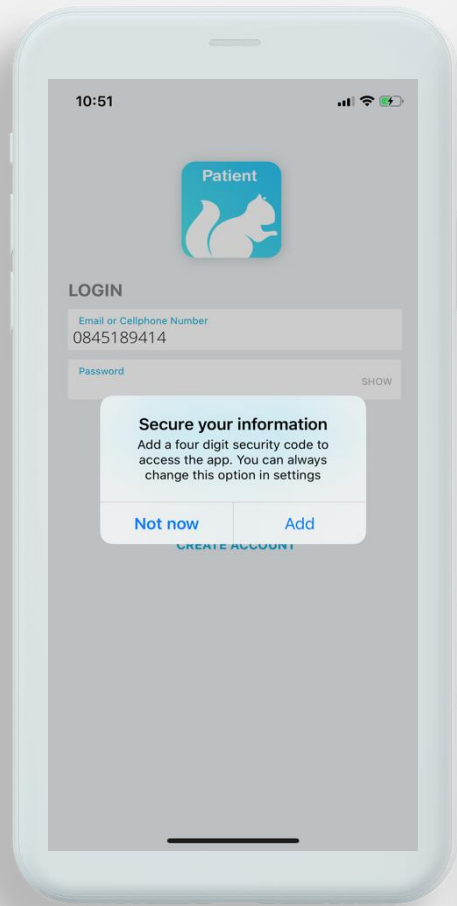 10:51
Patient
LOGIN
Email or Cellphone Number
0845189414
Password
SHOW
Secure your information
Add a four digit security code to
access the app. You can always
change this option in settings
Not now
Add
CREATE ACCOUNT